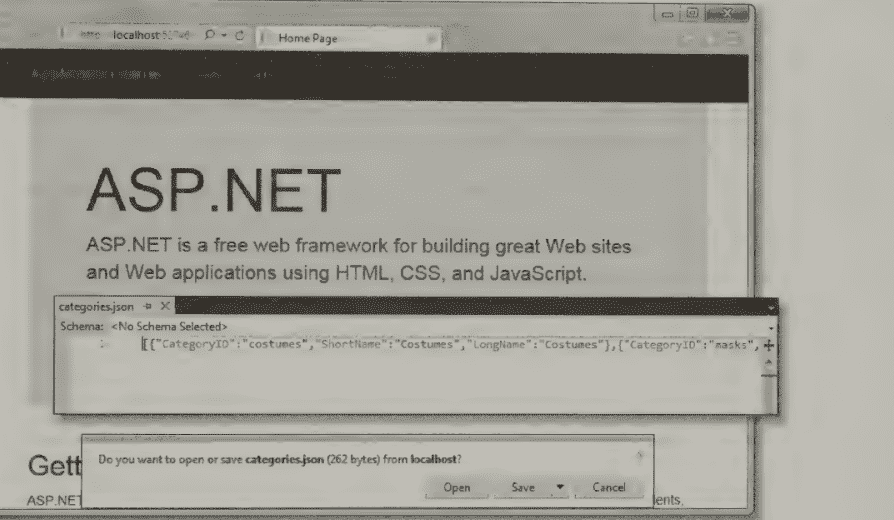 localhost
Home Page
ASP.NET
ASP.NET is a free web framework for building great Web sites
and Web applications using HTML, CSS, and JavaScript.
categories.json
Schema: <No Schema Selected>
[{"CategoryID":"costumes","ShortName":"Costumes","LongName":"Costumes"},{"CategoryID":"masks",
Do you want to open or save categories.json (262 bytes) from localhost?
Gett
Open Save Cancel
ASP.NET
ents.